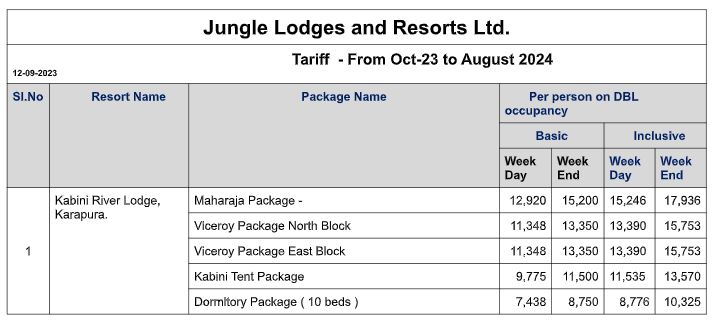 Jungle Lodges and Resorts Ltd.
Tariff - From Oct-23 to August 2024
12-09-2023
Sl.No Resort Name Package Name Per person on DBL
occupancy
Basic Inclusive
Week Week Week Week
Day End Day End
Kabini River Lodge, Maharaja Package - 12,920 15,200 15,246 17,936
Karapura.
Viceroy Package North Block 11,348 13,350 13,390 15,753
1 Viceroy Package East Block 11,348 13,350 13,390 15,753
Kabini Tent Package 9,775 11,500 11,535 13,570
Dormitory Package ( 10 beds ) 7,438 8,750 8,776 10,325